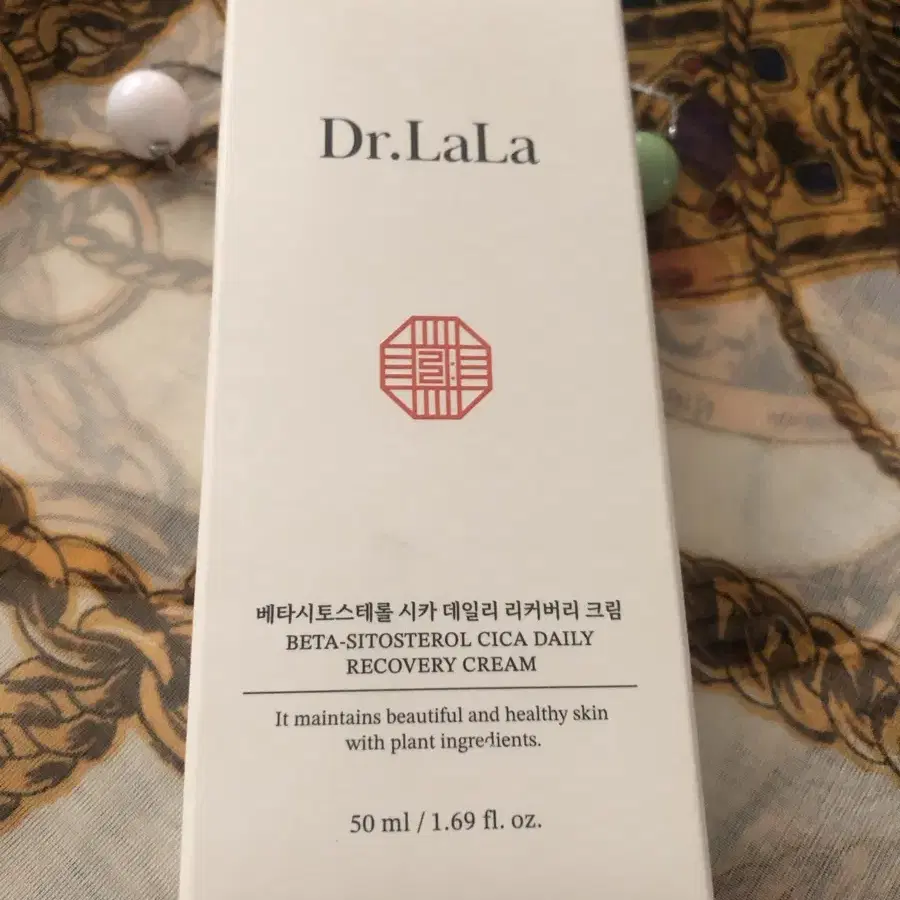 Dr.LaLa
베타시토스테롤 시카 데일리 리커버리 크림
BETA-SITOSTEROL CICA DAILY
RECOVERY CREAM
It maintains beautiful and healthy skin
with plant ingredients.
50 ml / 1.69 fl. oz.